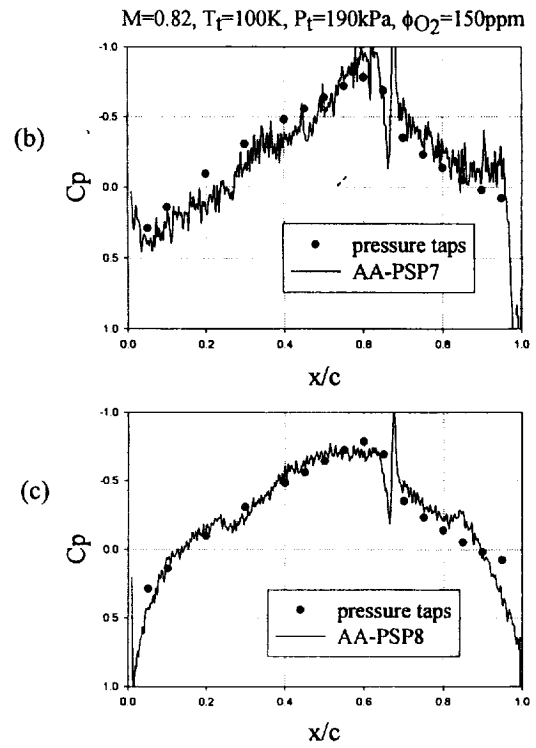 M=0.82, Tt=100K, Pt=190kPa, ϕO2=150ppm
(b)
-1.0
-0.5
0.0
0.5
1.0
Cp
pressure taps
AA-PSP7
0.0 0.2 0.4 0.6 0.8 1.0
x/c
(c)
-1.0
-0.5
0.0
0.5
1.0
Cp
pressure taps
AA-PSP8
0.0 0.2 0.4 0.6 0.8 1.0
x/c